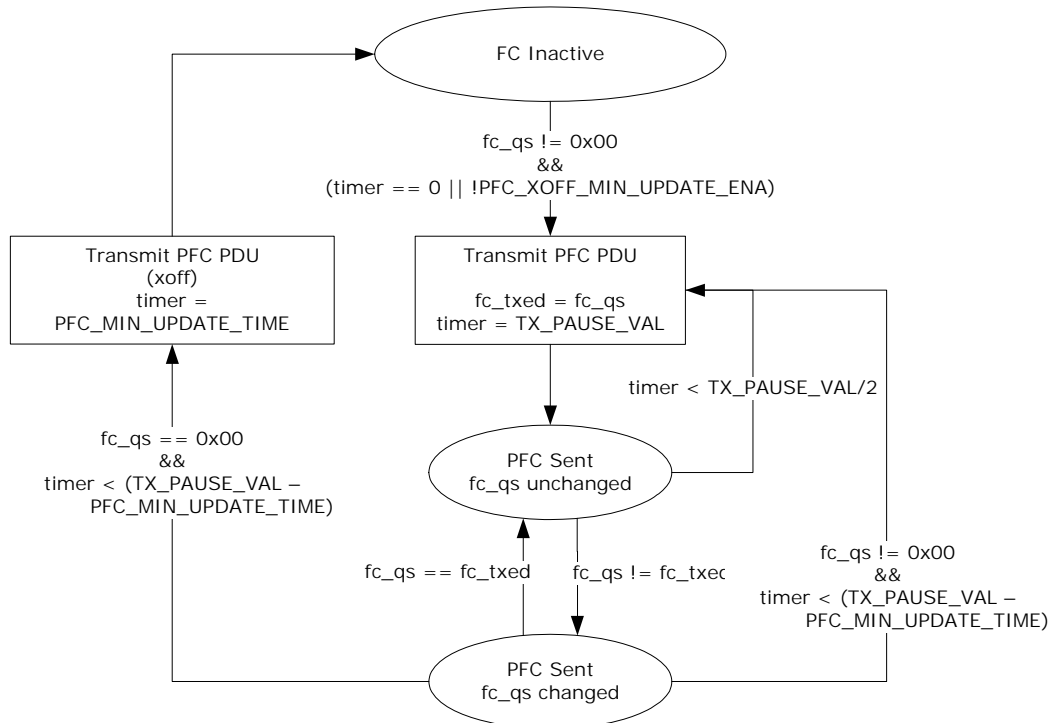 FC Inactive
fc_qs != 0x00
&&
(timer == 0 || !PFC_XOFF_MIN_UPDATE_ENA)
Transmit PFC PDU
(xoff)
timer =
PFC_MIN_UPDATE_TIME
Transmit PFC PDU
fc_txed = fc_qs
timer = TX_PAUSE_VAL
timer < TX_PAUSE_VAL/2
fc_qs == 0x00
&&
timer < (TX_PAUSE_VAL –
PFC_MIN_UPDATE_TIME)
PFC Sent
fc_qs unchanged
fc_qs == fc_txed
fc_qs != fc_txed
fc_qs != 0x00
&&
timer < (TX_PAUSE_VAL –
PFC_MIN_UPDATE_TIME)
PFC Sent
fc_qs changed